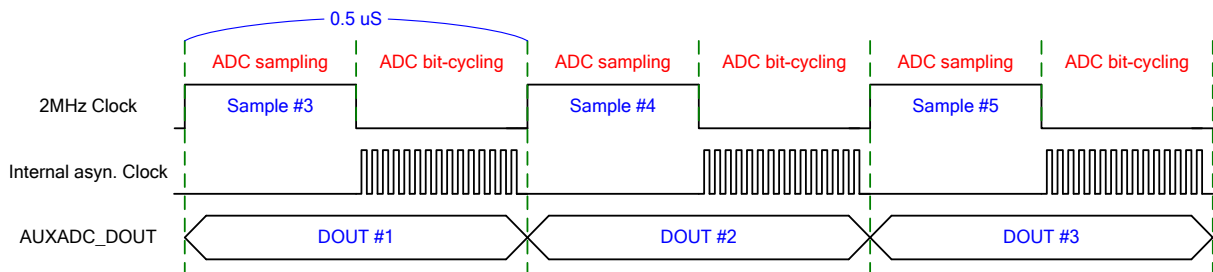 0.5 uS
ADC sampling ADC bit-cycling ADC sampling ADC bit-cycling ADC sampling ADC bit-cycling
2MHz Clock Sample #3 Sample #4 Sample #5
Internal asyn. Clock
AUXADC_DOUT DOUT #1 DOUT #2 DOUT #3